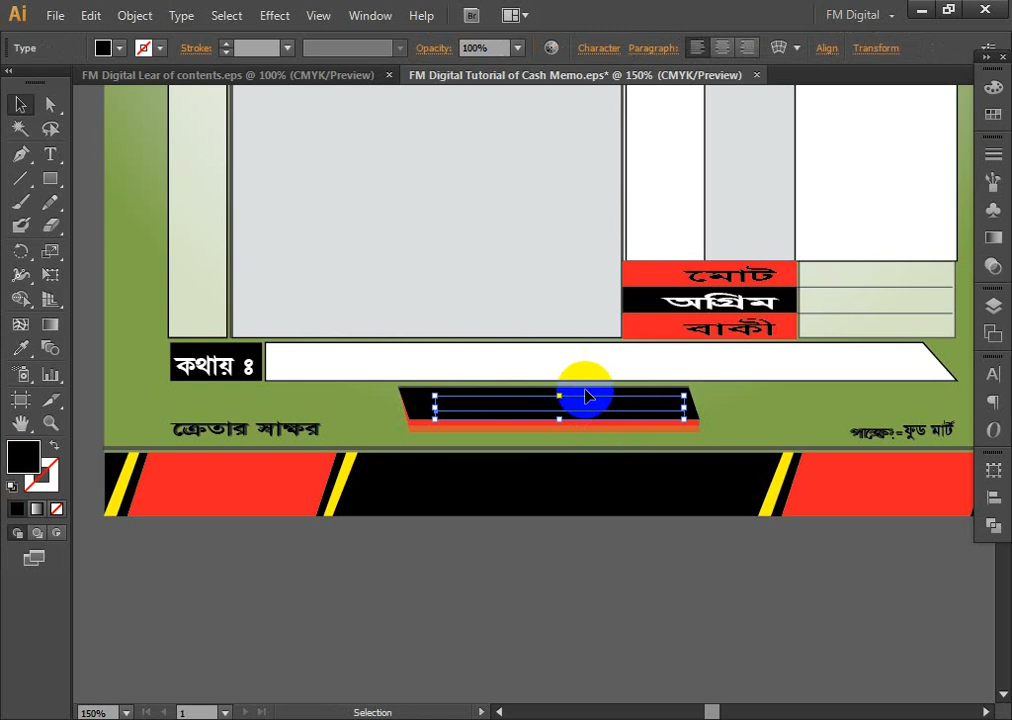 Ai File Edit Object Type Select Effect View Window Help Br FM Digital
Type Stroke: Opacity: 100% Character Paragraph: Align Transform
FM Digital Lear of contents.eps @ 100% (CMYK/Preview) × FM Digital Tutorial of Cash Memo.eps* @ 150% (CMYK/Preview) ×
মোট
অগ্রিম
বাকী
কথায় ঃ
ক্রেতার সাক্ষর
পক্ষে:=ফুড মার্ট
150% 1 Selection